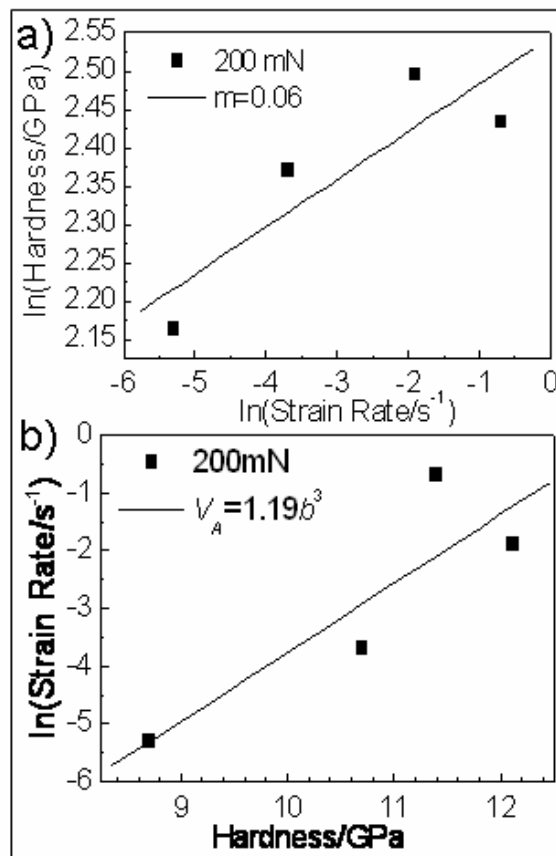 a)
ln(Hardness/GPa)
2.55
2.50
2.45
2.40
2.35
2.30
2.25
2.20
2.15
200 mN
m=0.06
-6 -5 -4 -3 -2 -1 0
ln(Strain Rate/s⁻¹)
b)
ln(Strain Rate/s⁻¹)
0
-1
-2
-3
-4
-5
-6
200mN
V_A=1.19b³
9 10 11 12
Hardness/GPa